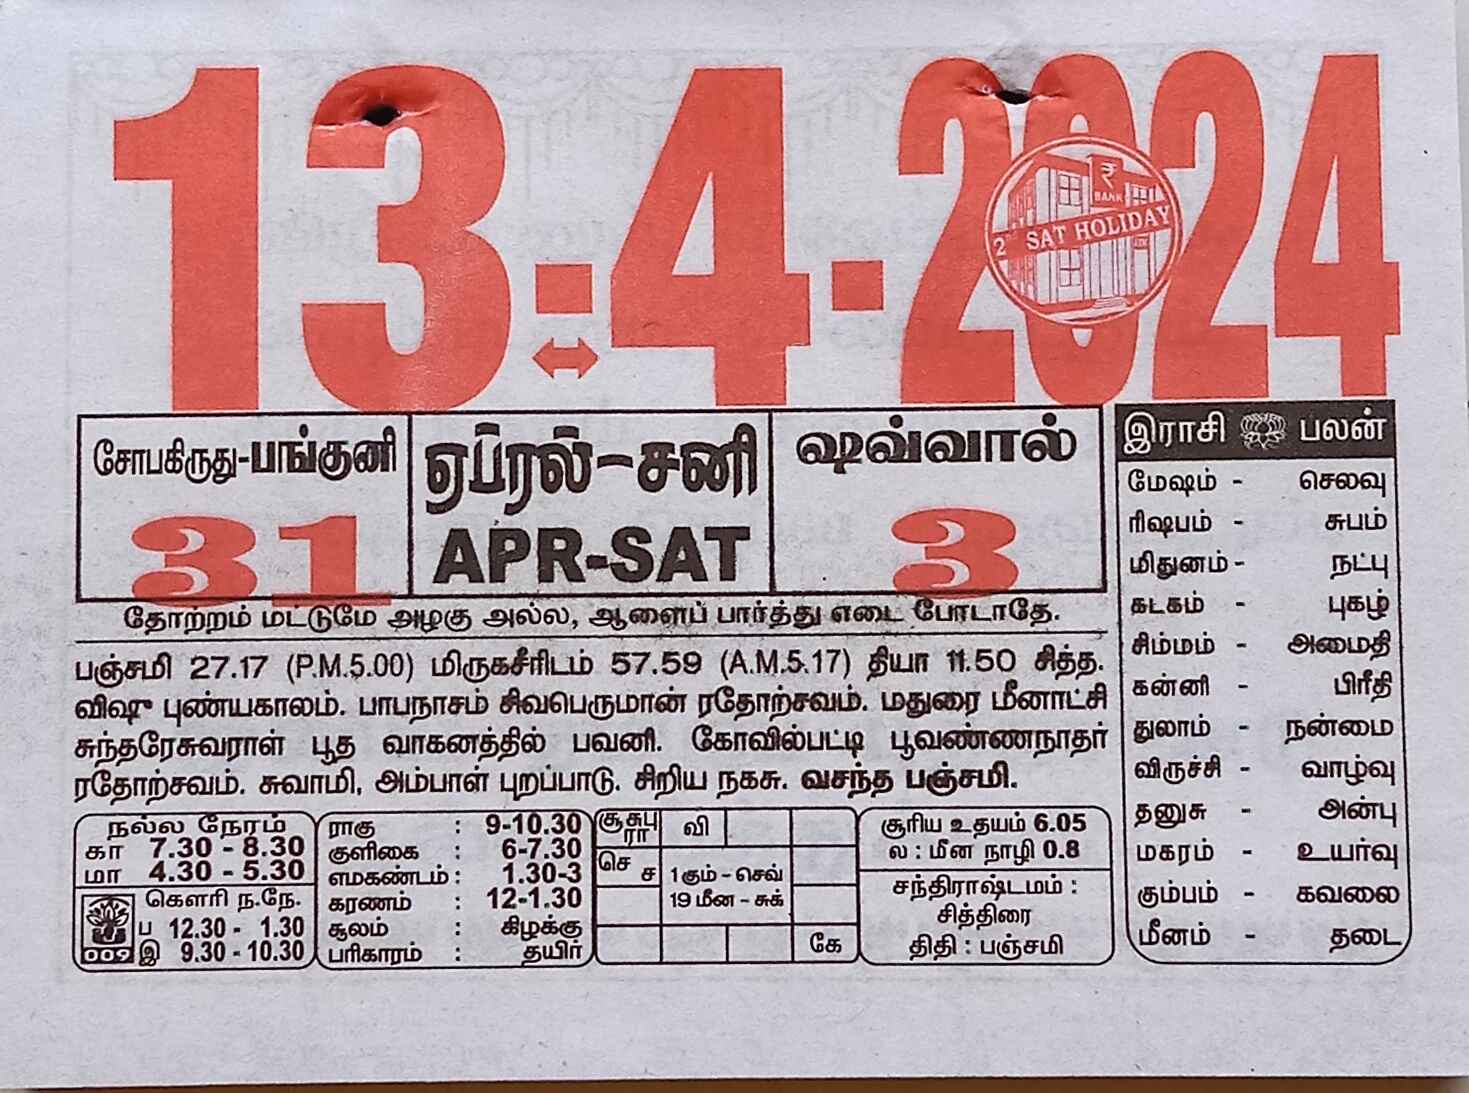 13-4-2024
₹
BANK
2nd SAT HOLIDAY
ATM
சோபகிருது-பங்குனி
31
ஏப்ரல்-சனி
APR-SAT
ஷவ்வால்
3
தோற்றம் மட்டுமே அழகு அல்ல, ஆளைப் பார்த்து எடை போடாதே.
பஞ்சமி 27.17 (P.M.5.00) மிருகசீரிடம் 57.59 (A.M.5.17) தியா 11.50 சித்த.
விஷு புண்யகாலம். பாபநாசம் சிவபெருமான் ரதோற்சவம். மதுரை மீனாட்சி
சுந்தரேசுவராள் பூத வாகனத்தில் பவனி. கோவில்பட்டி பூவண்ணநாதர்
ரதோற்சவம். சுவாமி, அம்பாள் புறப்பாடு. சிறிய நகசு. வசந்த பஞ்சமி.
நல்ல நேரம்
கா 7.30 - 8.30
மா 4.30 - 5.30
கௌரி ந.நே.
ப 12.30 - 1.30
இ 9.30 - 10.30
009
ராகு : 9-10.30
குளிகை : 6-7.30
எமகண்டம் : 1.30-3
கரணம் : 12-1.30
சூலம் : கிழக்கு
பரிகாரம் : தயிர்
சூ சு பு
ரா
வி
செ ச
1 கும் - செவ்
19 மீன - சுக்
கே
சூரிய உதயம் 6.05
ல : மீன நாழி 0.8
சந்திராஷ்டமம் :
சித்திரை
திதி : பஞ்சமி
இராசி பலன்
மேஷம் - செலவு
ரிஷபம் - சுபம்
மிதுனம் - நட்பு
கடகம் - புகழ்
சிம்மம் - அமைதி
கன்னி - பிரீதி
துலாம் - நன்மை
விருச்சி - வாழ்வு
தனுசு - அன்பு
மகரம் - உயர்வு
கும்பம் - கவலை
மீனம் - தடை